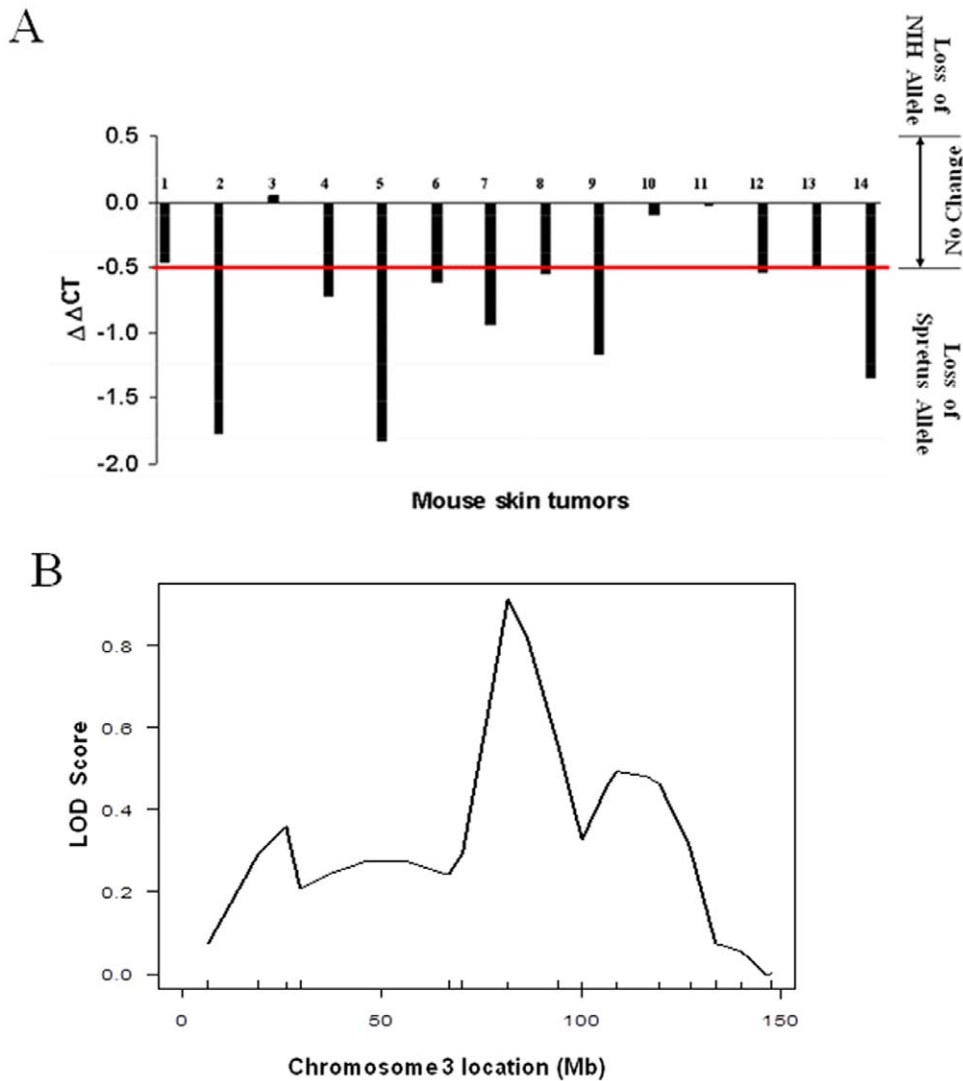 A
Loss of
NIH Allele
No Change
Loss of
Spretus Allele
0.5
0.0
-0.5
-1.0
-1.5
-2.0
ΔΔCT
1 2 3 4 5 6 7 8 9 10 11 12 13 14
Mouse skin tumors
B
LOD Score
0.8
0.6
0.4
0.2
0.0
0 50 100 150
Chromosome 3 location (Mb)